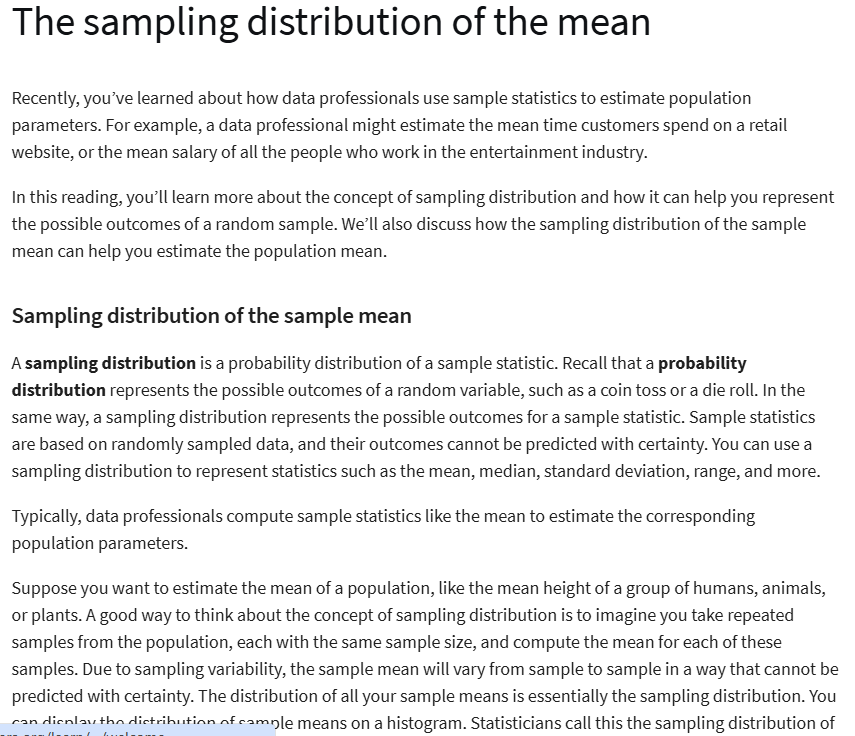 The sampling distribution of the mean
Recently, you’ve learned about how data professionals use sample statistics to estimate population
parameters. For example, a data professional might estimate the mean time customers spend on a retail
website, or the mean salary of all the people who work in the entertainment industry.
In this reading, you’ll learn more about the concept of sampling distribution and how it can help you represent
the possible outcomes of a random sample. We’ll also discuss how the sampling distribution of the sample
mean can help you estimate the population mean.
Sampling distribution of the sample mean
A sampling distribution is a probability distribution of a sample statistic. Recall that a probability
distribution represents the possible outcomes of a random variable, such as a coin toss or a die roll. In the
same way, a sampling distribution represents the possible outcomes for a sample statistic. Sample statistics
are based on randomly sampled data, and their outcomes cannot be predicted with certainty. You can use a
sampling distribution to represent statistics such as the mean, median, standard deviation, range, and more.
Typically, data professionals compute sample statistics like the mean to estimate the corresponding
population parameters.
Suppose you want to estimate the mean of a population, like the mean height of a group of humans, animals,
or plants. A good way to think about the concept of sampling distribution is to imagine you take repeated
samples from the population, each with the same sample size, and compute the mean for each of these
samples. Due to sampling variability, the sample mean will vary from sample to sample in a way that cannot be
predicted with certainty. The distribution of all your sample means is essentially the sampling distribution. You
can display the distribution of sample means on a histogram. Statisticians call this the sampling distribution of